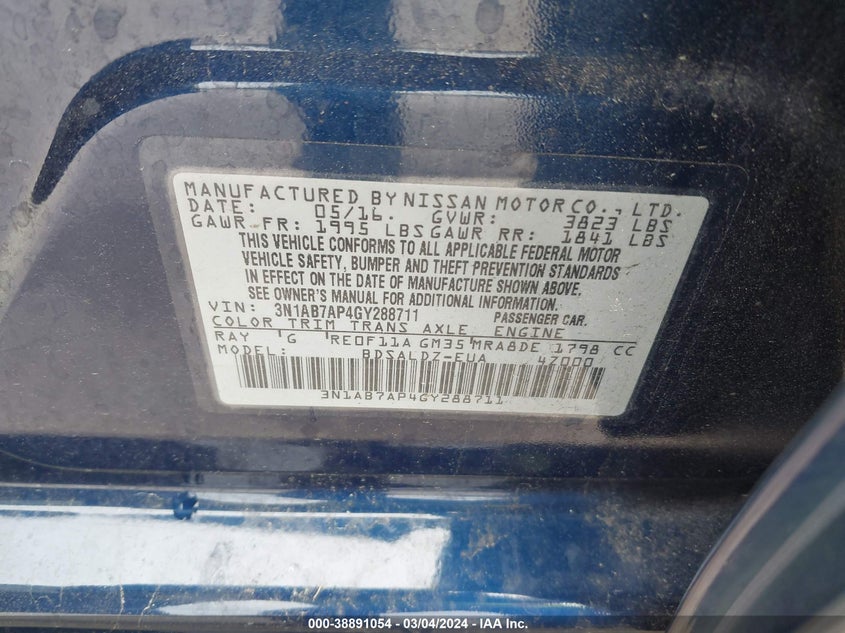 MANUFACTURED BY NISSAN MOTOR CO., LTD.
DATE: 05/16. GVWR: 3823 LBS
GAWR FR: 1995 LBS GAWR RR: 1841 LBS
THIS VEHICLE CONFORMS TO ALL APPLICABLE FEDERAL MOTOR
VEHICLE SAFETY, BUMPER AND THEFT PREVENTION STANDARDS
IN EFFECT ON THE DATE OF MANUFACTURE SHOWN ABOVE.
SEE OWNER'S MANUAL FOR ADDITIONAL INFORMATION.
VIN: 3N1AB7AP4GY288711 PASSENGER CAR.
COLOR TRIM TRANS AXLE ENGINE
RAY G RE0F11A GM35 MRA8DE 1798 CC
MODEL: BDSALDZ-EUA 47000
3N1AB7AP4GY288711
000-38891054 - 03/04/2024 - IAA Inc.